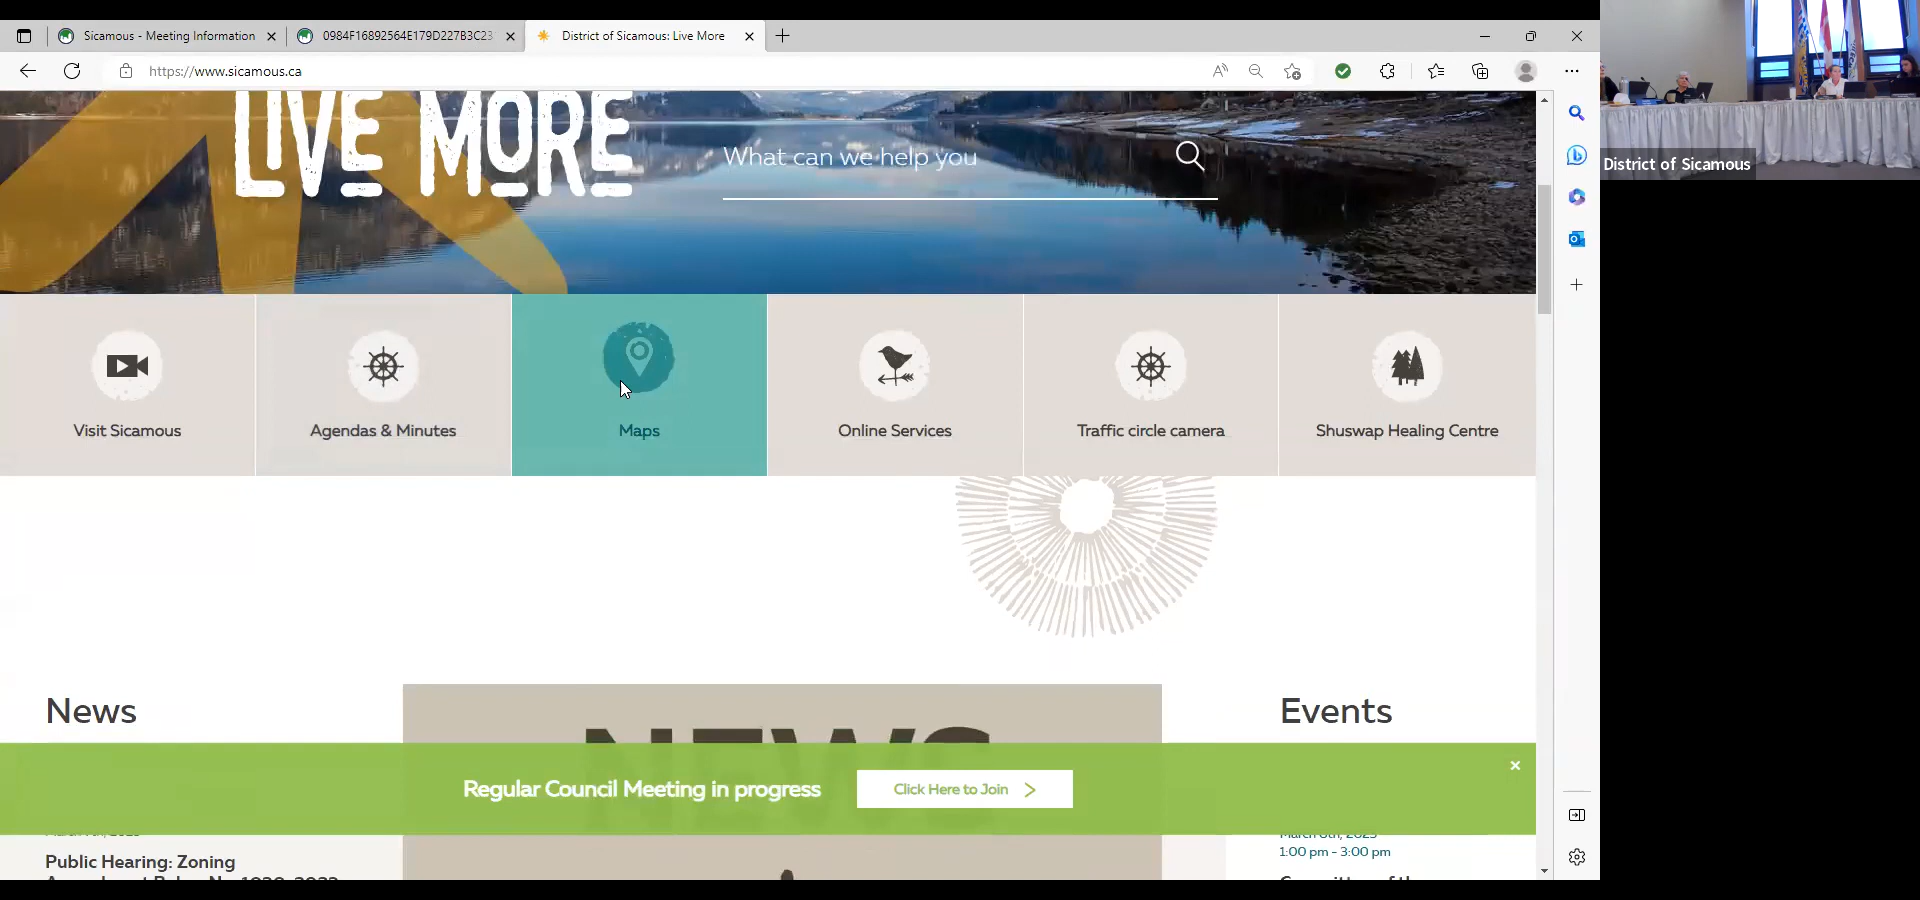 Sicamous - Meeting Information
0984F16892564E179D227B3C23
District of Sicamous: Live More
https://www.sicamous.ca
LIVE MORE
What can we help you
District of Sicamous
Visit Sicamous
Agendas & Minutes
Maps
Online Services
Traffic circle camera
Shuswap Healing Centre
News
NEWS
Events
Regular Council Meeting in progress
Click Here to Join
1:00 pm - 3:00 pm
Public Hearing: Zoning